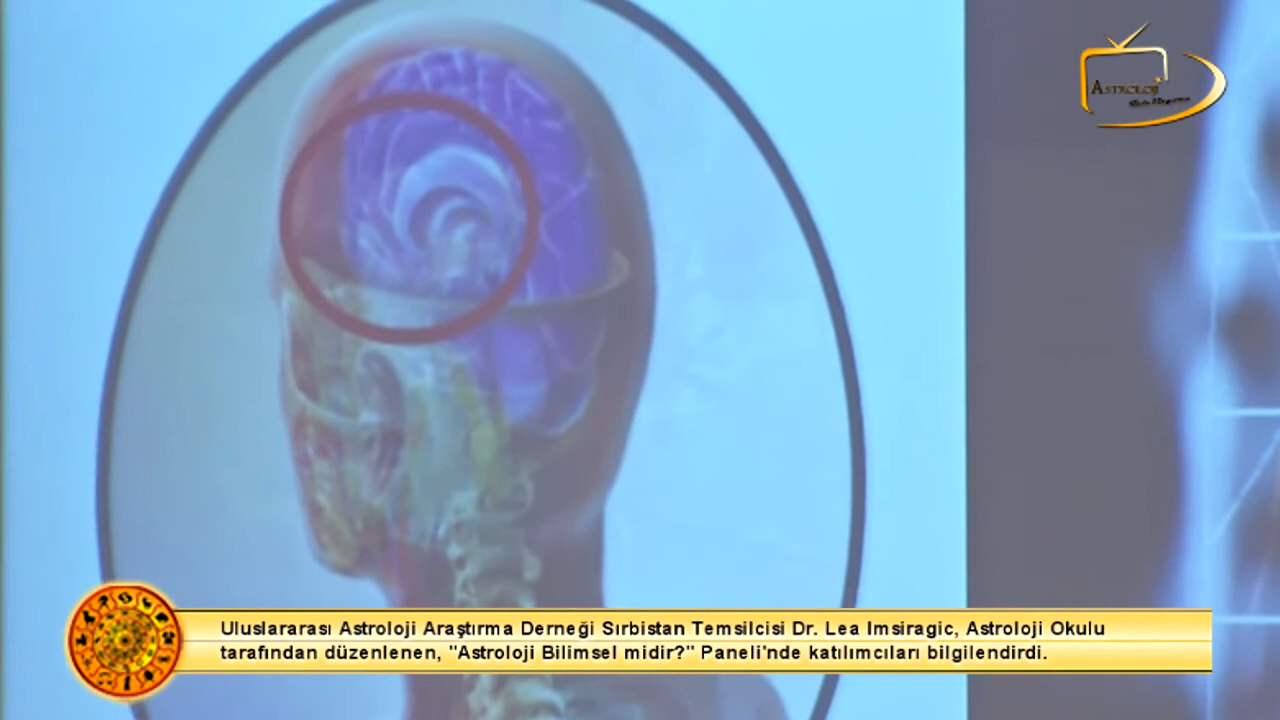 ASTROLOJİ
Uluslararası Astroloji Araştırma Derneği Sırbistan Temsilcisi Dr. Lea Imsiragic, Astroloji Okulu
tarafından düzenlenen, "Astroloji Bilimsel midir?" Paneli'nde katılımcıları bilgilendirdi.